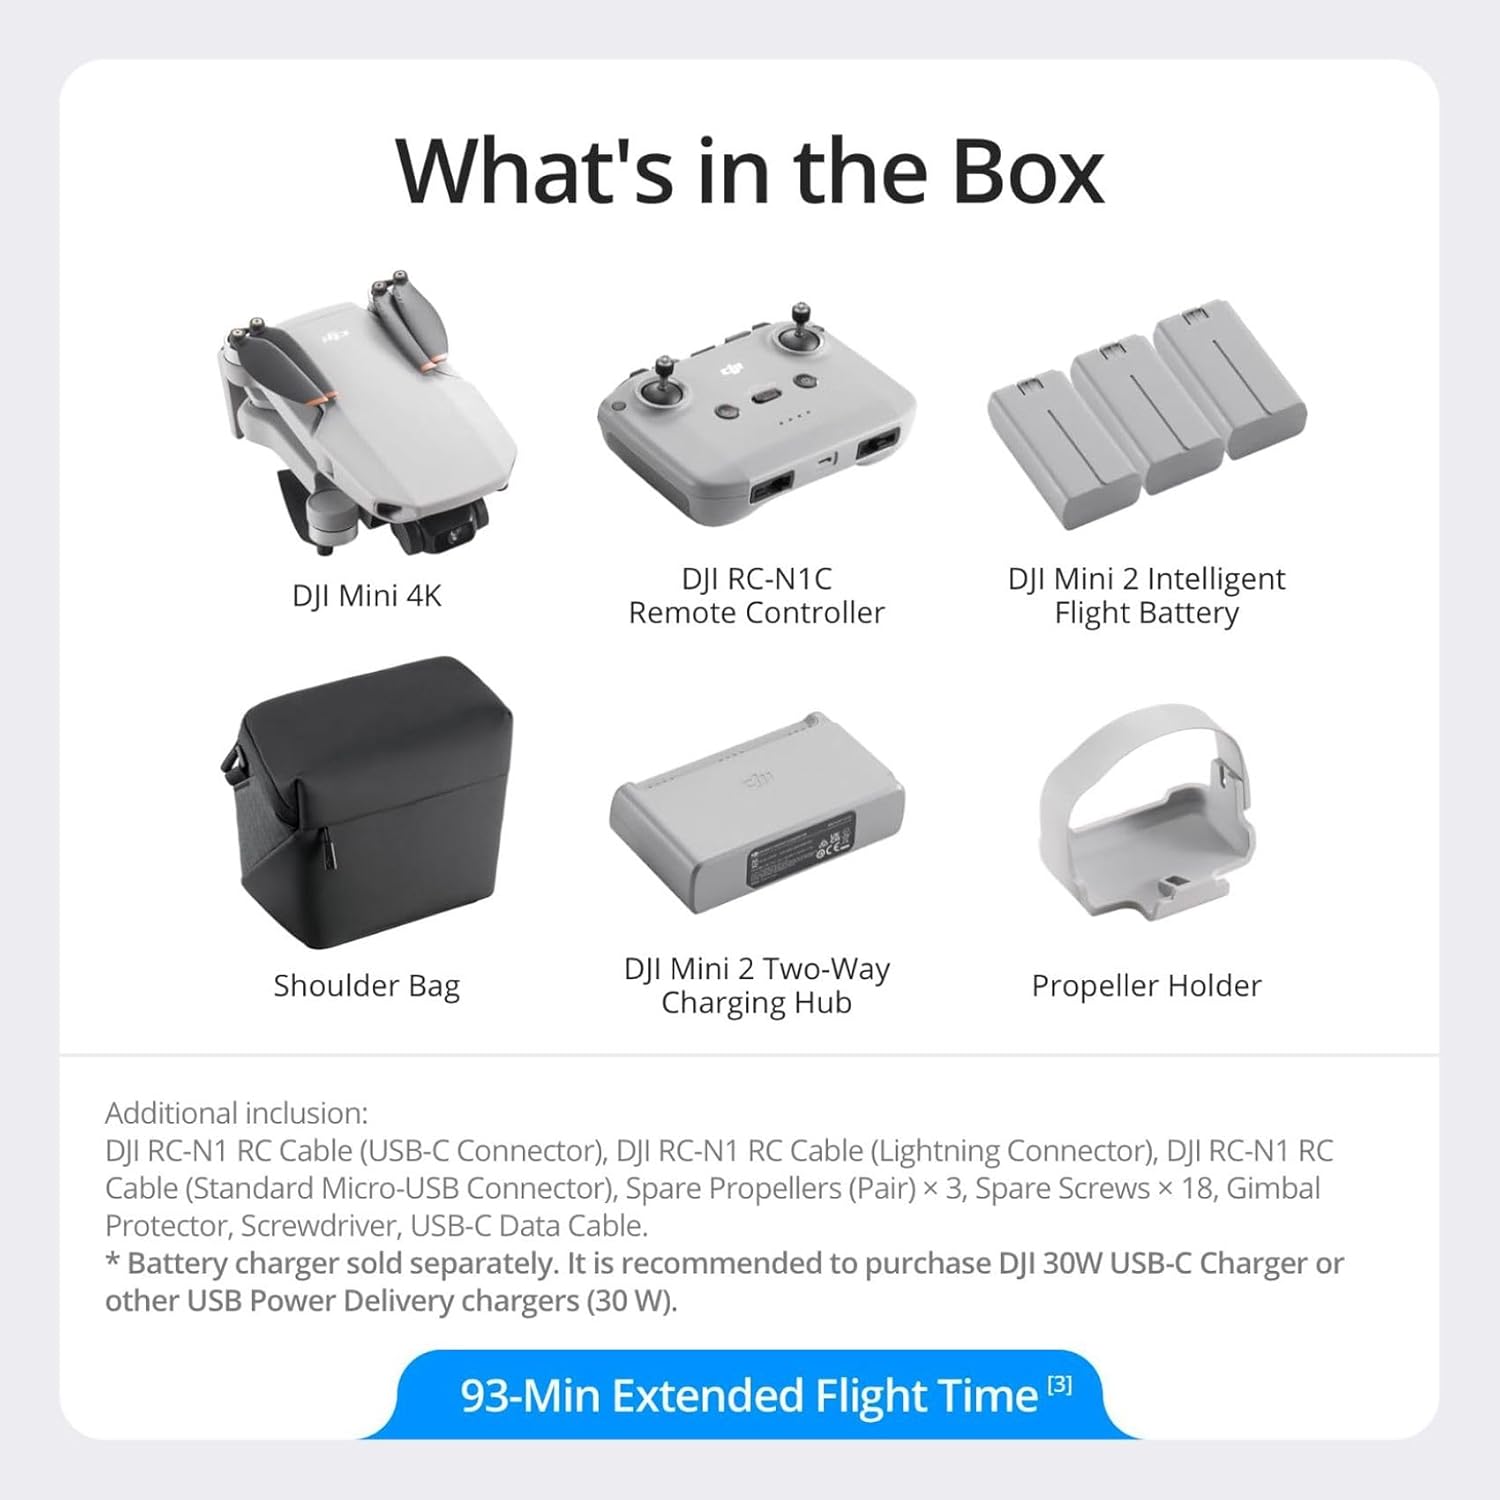 What's in the Box
dji
dji
DJI Mini 4K
DJI RC-N1C
Remote Controller
DJI Mini 2 Intelligent
Flight Battery
dji
Shoulder Bag
DJI Mini 2 Two-Way
Charging Hub
Propeller Holder
Additional inclusion:
DJI RC-N1 RC Cable (USB-C Connector), DJI RC-N1 RC Cable (Lightning Connector), DJI RC-N1 RC
Cable (Standard Micro-USB Connector), Spare Propellers (Pair) × 3, Spare Screws × 18, Gimbal
Protector, Screwdriver, USB-C Data Cable.
* Battery charger sold separately. It is recommended to purchase DJI 30W USB-C Charger or
other USB Power Delivery chargers (30 W).
93-Min Extended Flight Time [3]